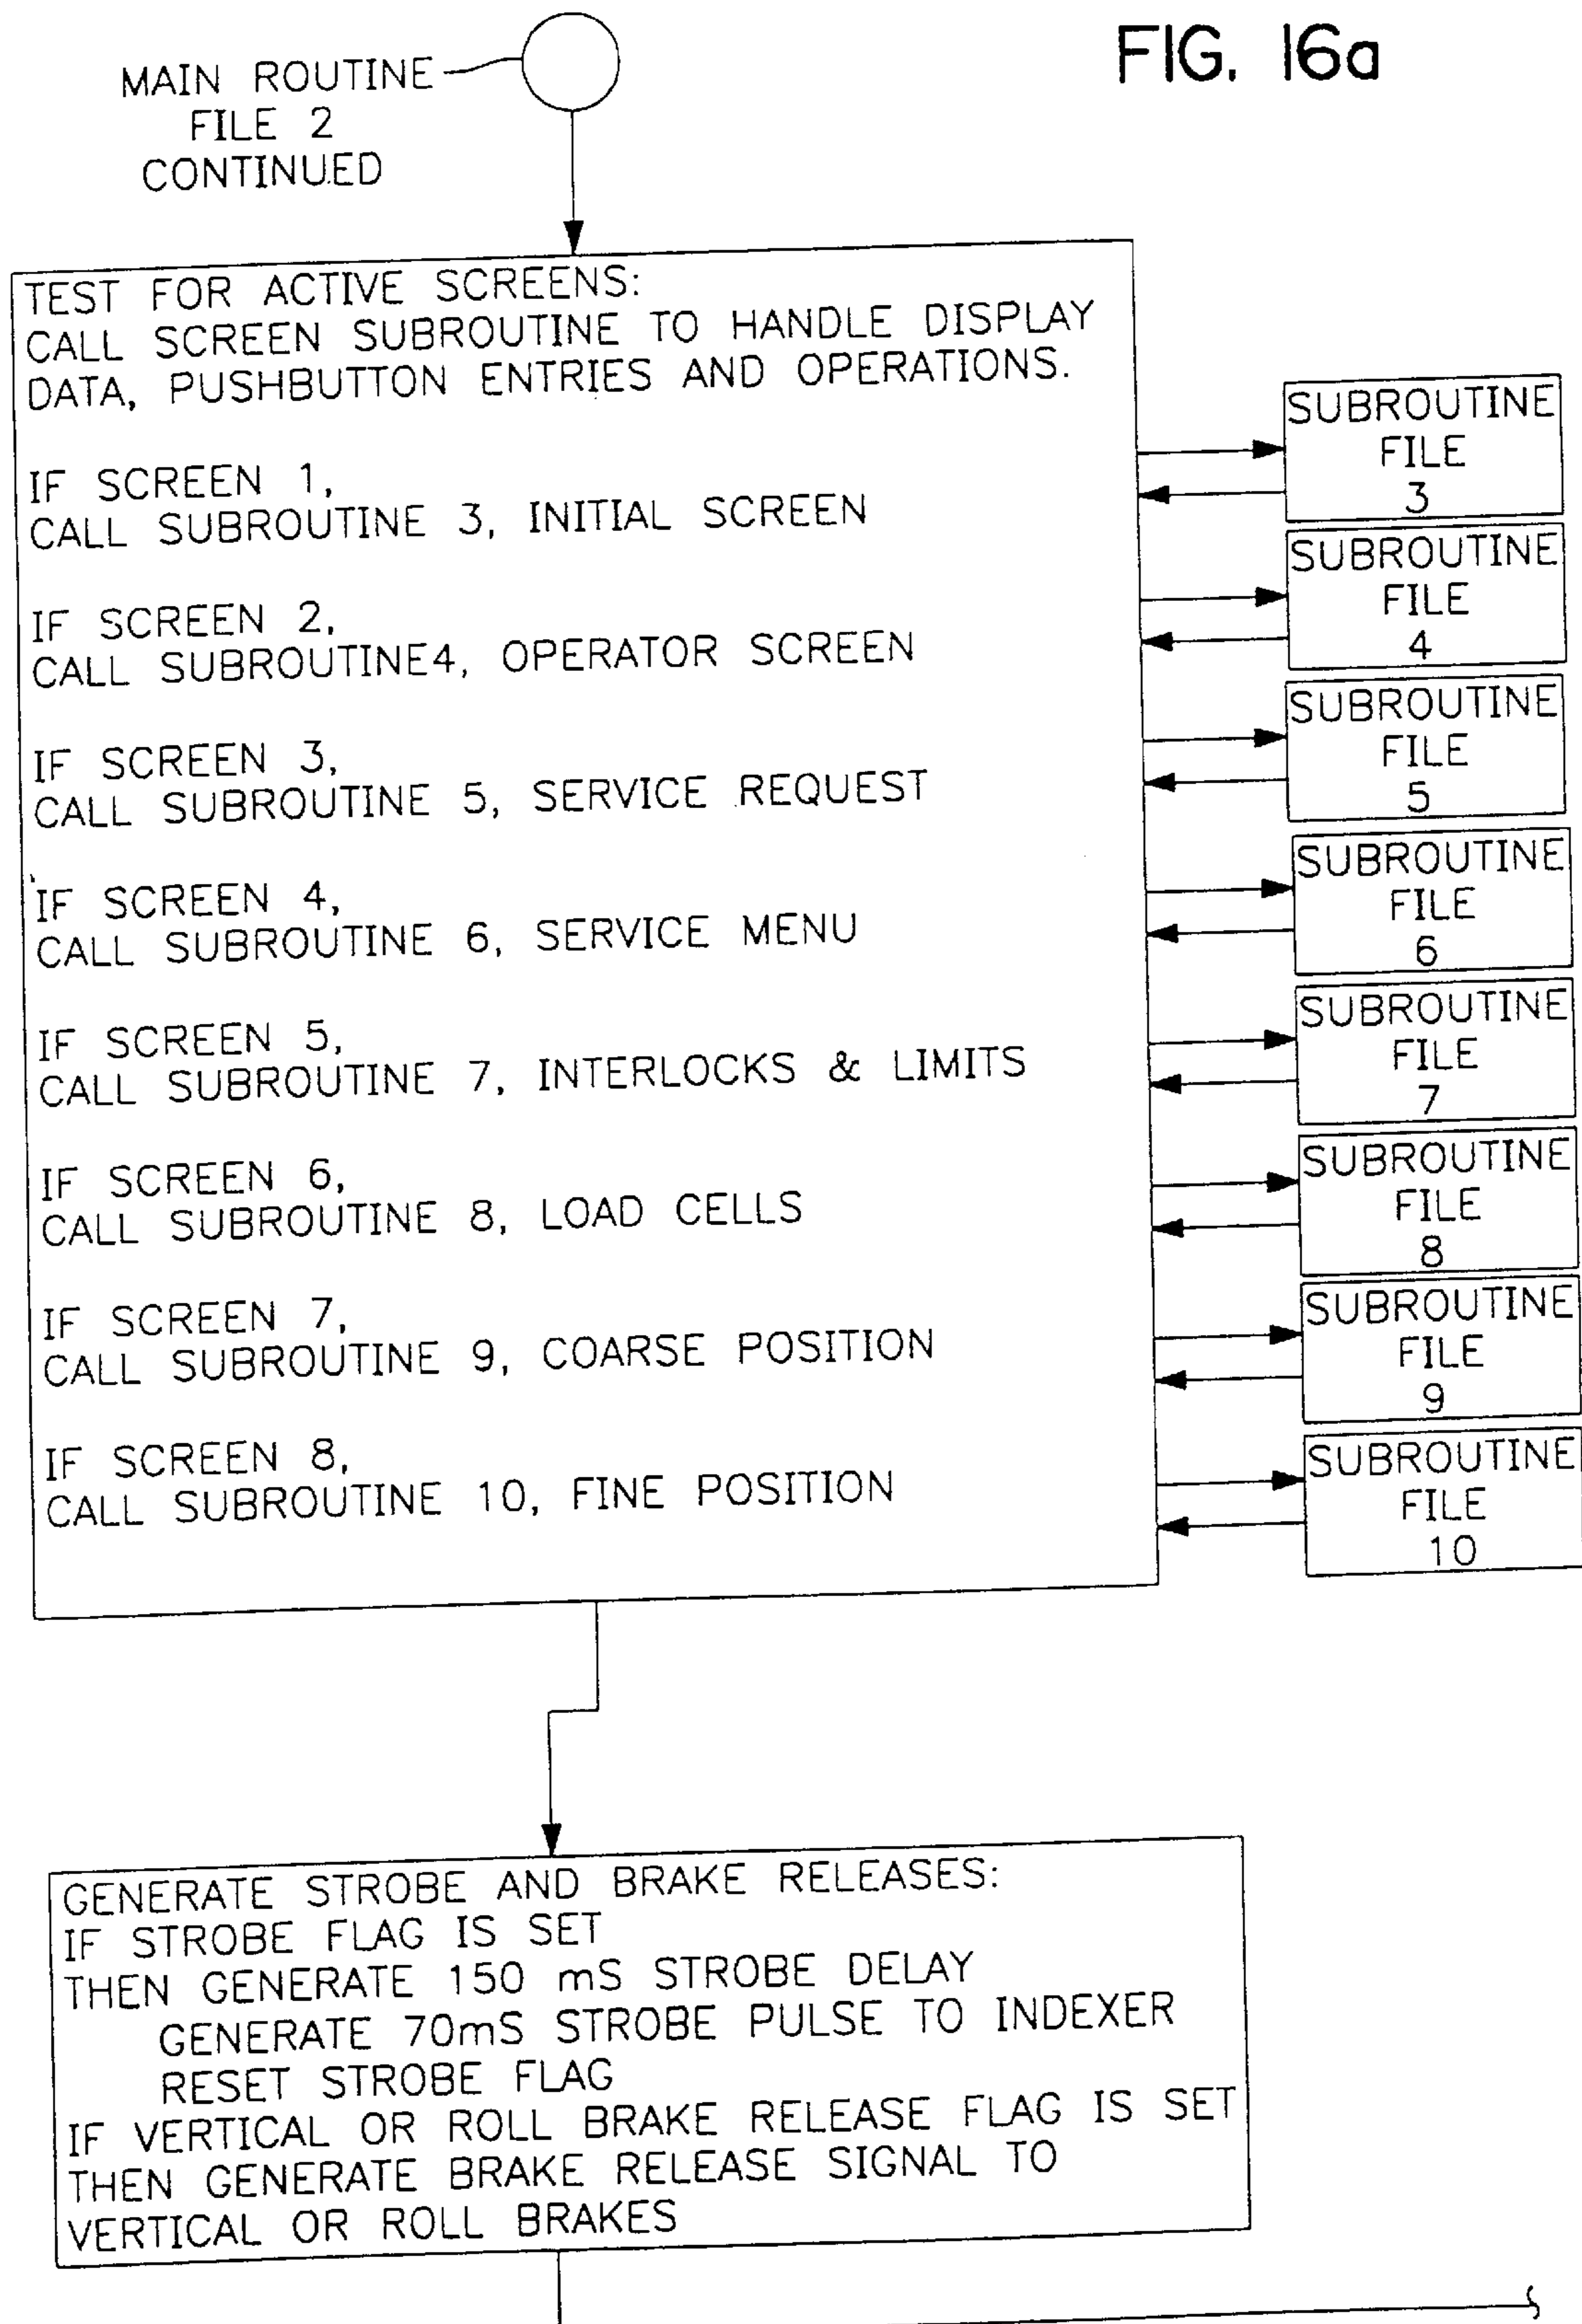 FIG. 16a
MAIN ROUTINE
FILE 2
CONTINUED
TEST FOR ACTIVE SCREENS:
CALL SCREEN SUBROUTINE TO HANDLE DISPLAY
DATA, PUSHBUTTON ENTRIES AND OPERATIONS.
IF SCREEN 1,
CALL SUBROUTINE 3, INITIAL SCREEN
IF SCREEN 2,
CALL SUBROUTINE4, OPERATOR SCREEN
IF SCREEN 3,
CALL SUBROUTINE 5, SERVICE REQUEST
IF SCREEN 4,
CALL SUBROUTINE 6, SERVICE MENU
IF SCREEN 5,
CALL SUBROUTINE 7, INTERLOCKS & LIMITS
IF SCREEN 6,
CALL SUBROUTINE 8, LOAD CELLS
IF SCREEN 7,
CALL SUBROUTINE 9, COARSE POSITION
IF SCREEN 8,
CALL SUBROUTINE 10, FINE POSITION
SUBROUTINE
FILE
3
SUBROUTINE
FILE
4
SUBROUTINE
FILE
5
SUBROUTINE
FILE
6
SUBROUTINE
FILE
7
SUBROUTINE
FILE
8
SUBROUTINE
FILE
9
SUBROUTINE
FILE
10
GENERATE STROBE AND BRAKE RELEASES:
IF STROBE FLAG IS SET
THEN GENERATE 150 mS STROBE DELAY
GENERATE 70mS STROBE PULSE TO INDEXER
RESET STROBE FLAG
IF VERTICAL OR ROLL BRAKE RELEASE FLAG IS SET
THEN GENERATE BRAKE RELEASE SIGNAL TO
VERTICAL OR ROLL BRAKES